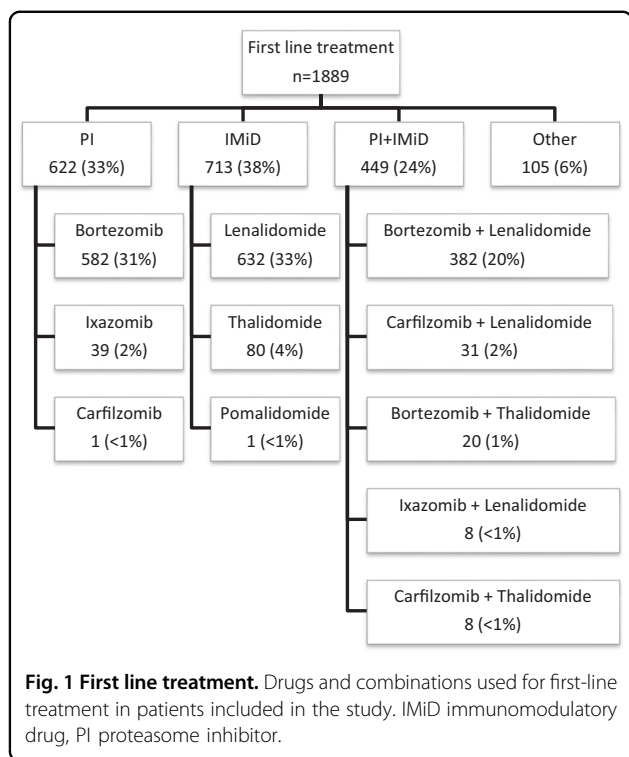 First line treatment
n=1889
PI
622 (33%)
IMiD
713 (38%)
PI+IMiD
449 (24%)
Other
105 (6%)
Bortezomib
582 (31%)
Lenalidomide
632 (33%)
Bortezomib + Lenalidomide
382 (20%)
Ixazomib
39 (2%)
Thalidomide
80 (4%)
Carfilzomib + Lenalidomide
31 (2%)
Carfilzomib
1 (<1%)
Pomalidomide
1 (<1%)
Bortezomib + Thalidomide
20 (1%)
Ixazomib + Lenalidomide
8 (<1%)
Carfilzomib + Thalidomide
8 (<1%)
Fig. 1 First line treatment. Drugs and combinations used for first-line
treatment in patients included in the study. IMiD immunomodulatory
drug, PI proteasome inhibitor.